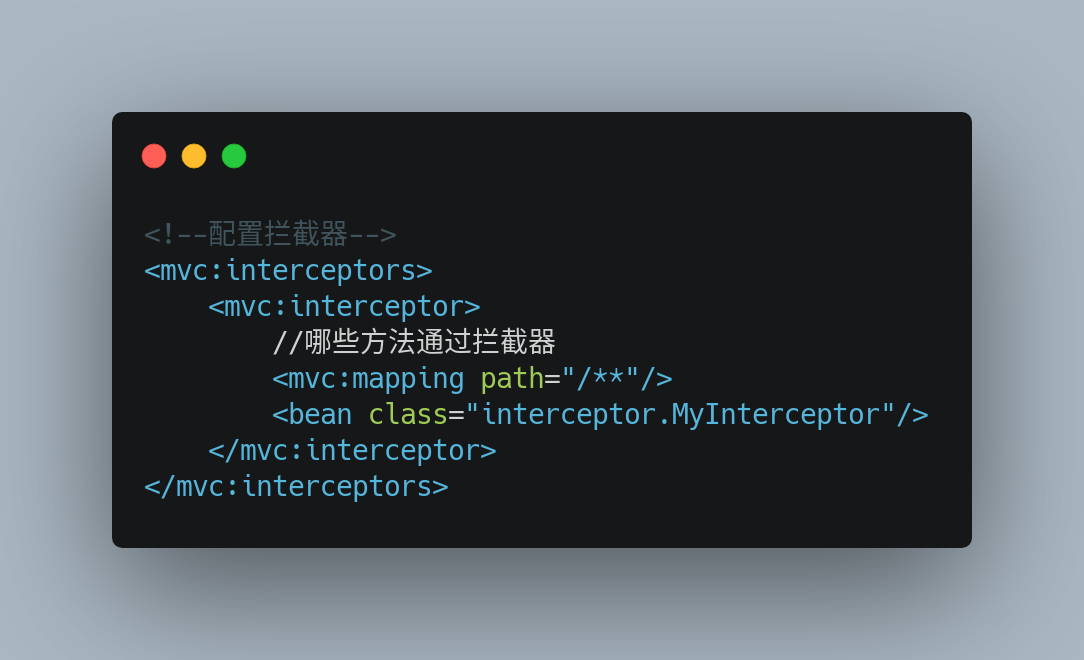 <!--配置拦截器-->
<mvc:interceptors>
    <mvc:interceptor>
        //哪些方法通过拦截器
        <mvc:mapping path="/**"/>
        <bean class="interceptor.MyInterceptor"/>
    </mvc:interceptor>
</mvc:interceptors>